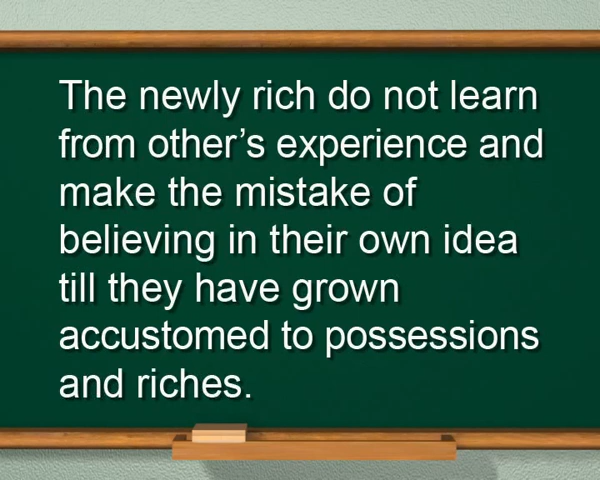 The newly rich do not learn
from other’s experience and
make the mistake of
believing in their own idea
till they have grown
accustomed to possessions
and riches.